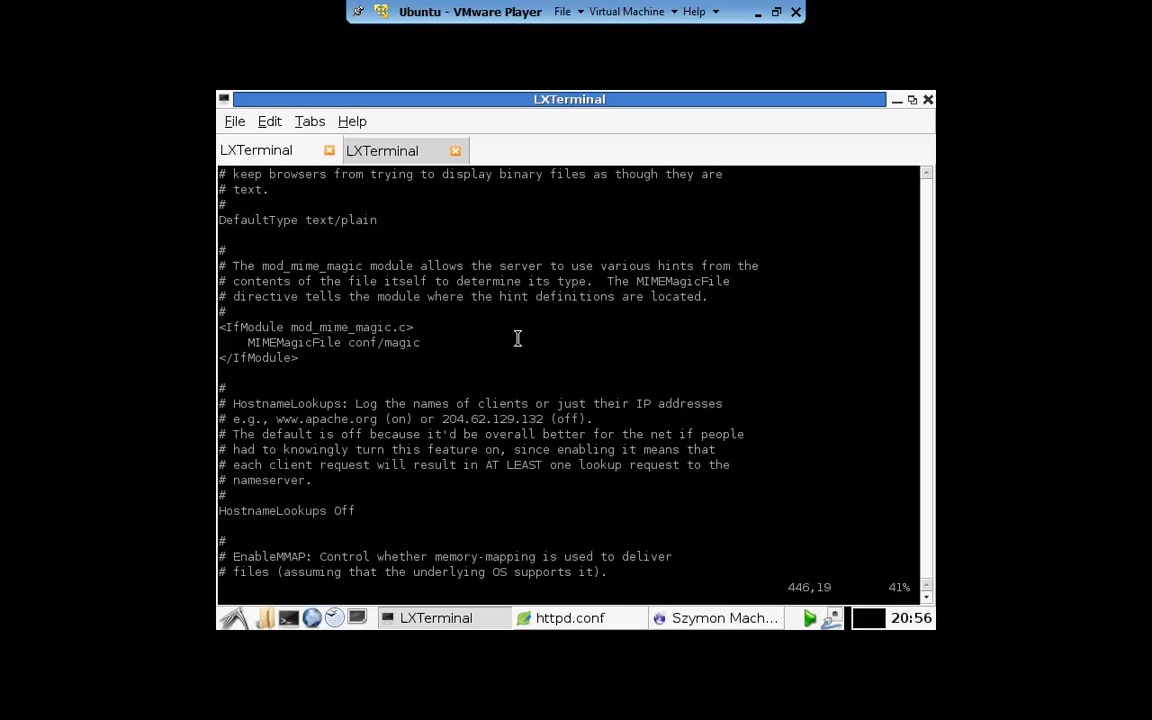 Ubuntu - VMware Player File Virtual Machine Help
LXTerminal
File Edit Tabs Help
LXTerminal LXTerminal
# keep browsers from trying to display binary files as though they are
# text.
#
DefaultType text/plain
#
# The mod_mime_magic module allows the server to use various hints from the
# contents of the file itself to determine its type.  The MIMEMagicFile
# directive tells the module where the hint definitions are located.
#
<IfModule mod_mime_magic.c>
    MIMEMagicFile conf/magic
</IfModule>
#
# HostnameLookups: Log the names of clients or just their IP addresses
# e.g., www.apache.org (on) or 204.62.129.132 (off).
# The default is off because it'd be overall better for the net if people
# had to knowingly turn this feature on, since enabling it means that
# each client request will result in AT LEAST one lookup request to the
# nameserver.
#
HostnameLookups Off
#
# EnableMMAP: Control whether memory-mapping is used to deliver
# files (assuming that the underlying OS supports it).
446,19 41%
LXTerminal httpd.conf Szymon Mach... 20:56